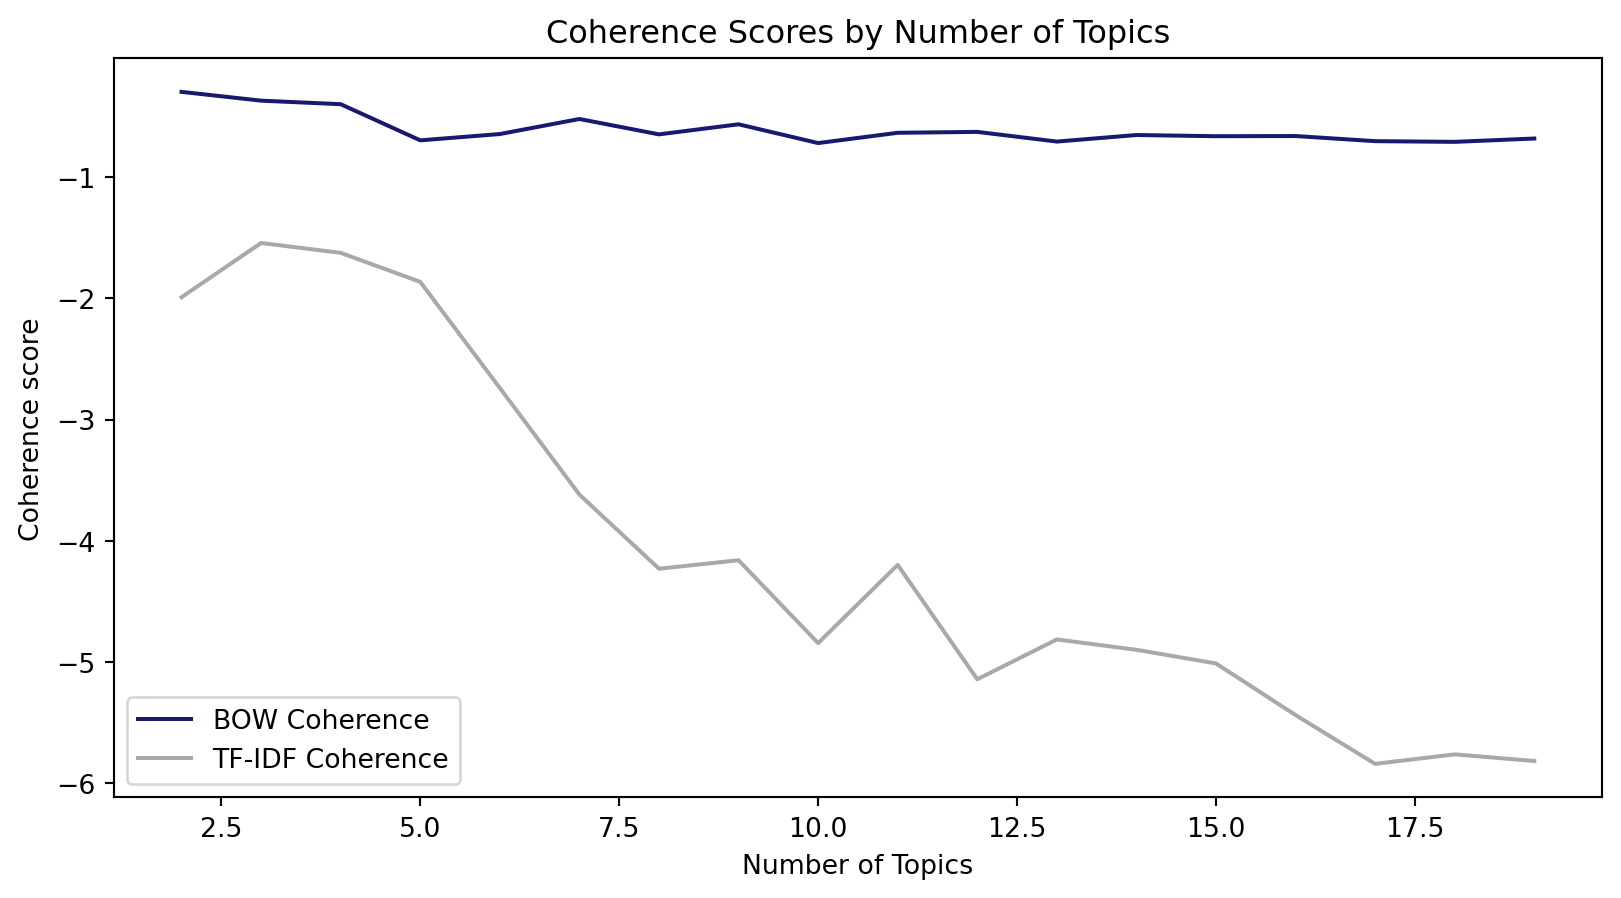 Coherence Scores by Number of Topics
Coherence score
−1
−2
−3
−4
−5
−6
BOW Coherence
TF-IDF Coherence
2.5 5.0 7.5 10.0 12.5 15.0 17.5
Number of Topics